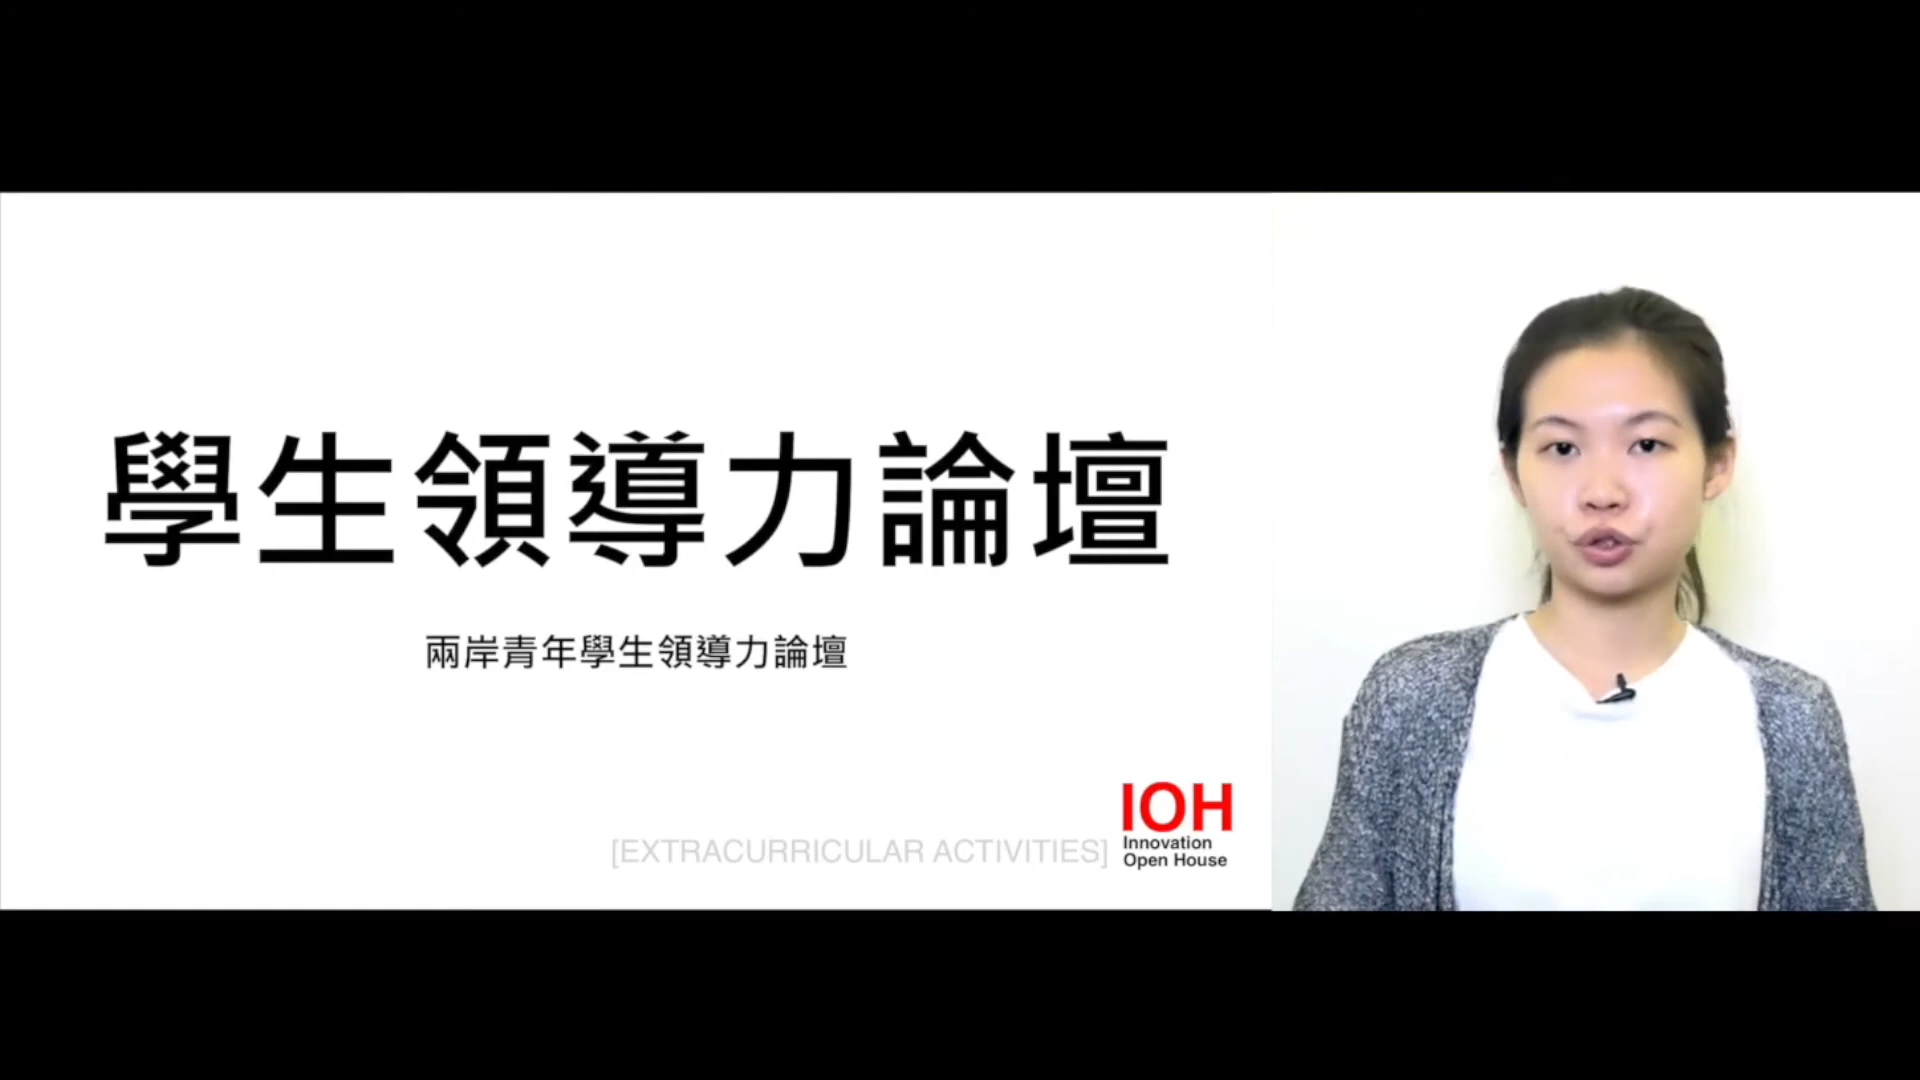 學生領導力論壇
兩岸青年學生領導力論壇
[EXTRACURRICULAR ACTIVITIES]
IOH
Innovation
Open House